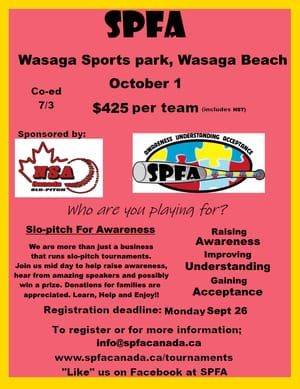 SPFA
Wasaga Sports park, Wasaga Beach
October 1
Co-ed
7/3
$425 per team (includes HST)
Sponsored by:
NSA
Canada
SLO-PITCH
AWARENESS UNDERSTANDING ACCEPTANCE
SPFA
Who are you playing for?
Slo-pitch For Awareness
We are more than just a business
that runs slo-pitch tournaments.
Join us mid day to help raise awareness,
hear from amazing speakers and possibly
win a prize. Donations for families are
appreciated. Learn, Help and Enjoy!!
Raising
Awareness
Improving
Understanding
Gaining
Acceptance
Registration deadline: Monday Sept 26
To register or for more information;
info@spfacanada.ca
www.spfacanada.ca/tournaments
"Like" us on Facebook at SPFA